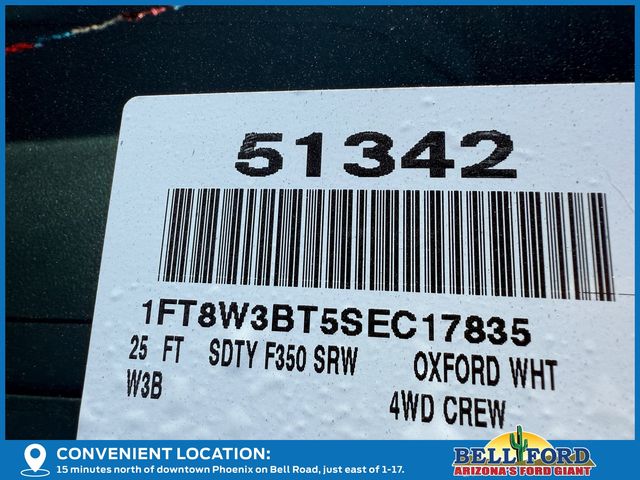 51342
1FT8W3BT5SEC17835
25 FT SDTY F350 SRW OXFORD WHT
W3B 4WD CREW
CONVENIENT LOCATION:
15 minutes north of downtown Phoenix on Bell Road, just east of 1-17.
BELL FORD
ARIZONA'S FORD GIANT